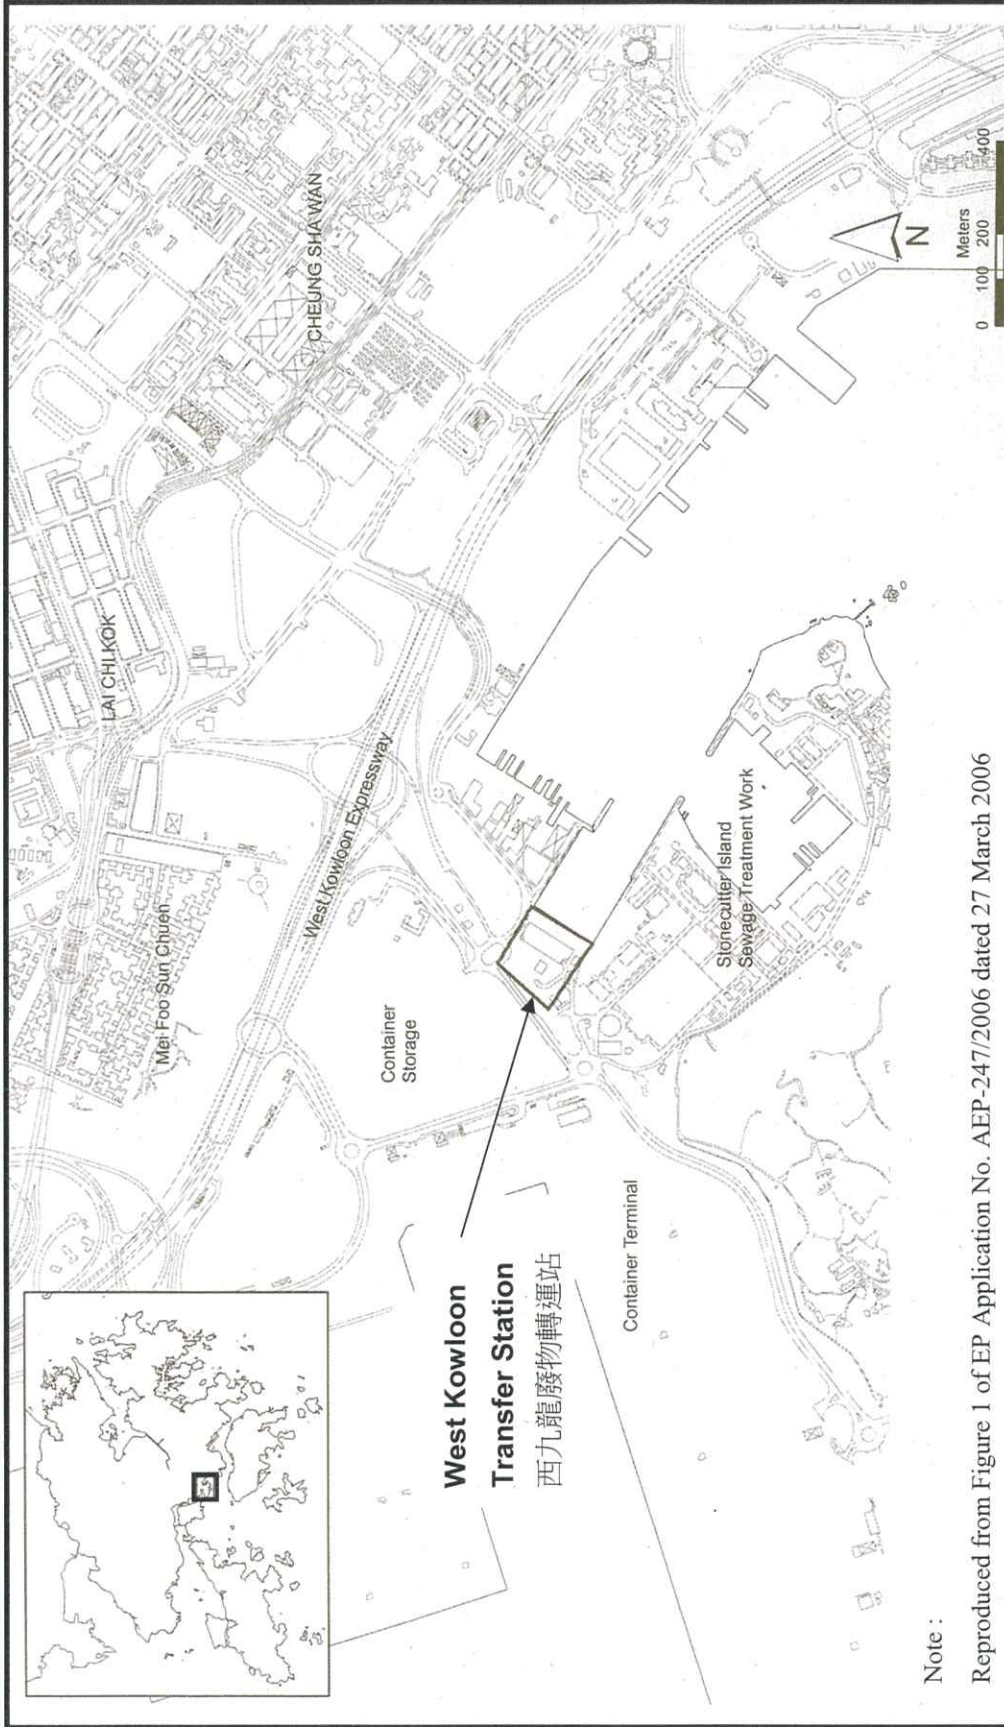 LAI CHI KOK
CHEUNG SHA WAN
Mei Foo Sun Chuen
West Kowloon Expressway
Container
Storage
West Kowloon
Transfer Station
西九龍廢物轉運站
Container Terminal
Stonecutter Island
Sewage Treatment Work
N
Meters
0 100 200 400
Note :
Reproduced from Figure 1 of EP Application No. AEP-247/2006 dated 27 March 2006